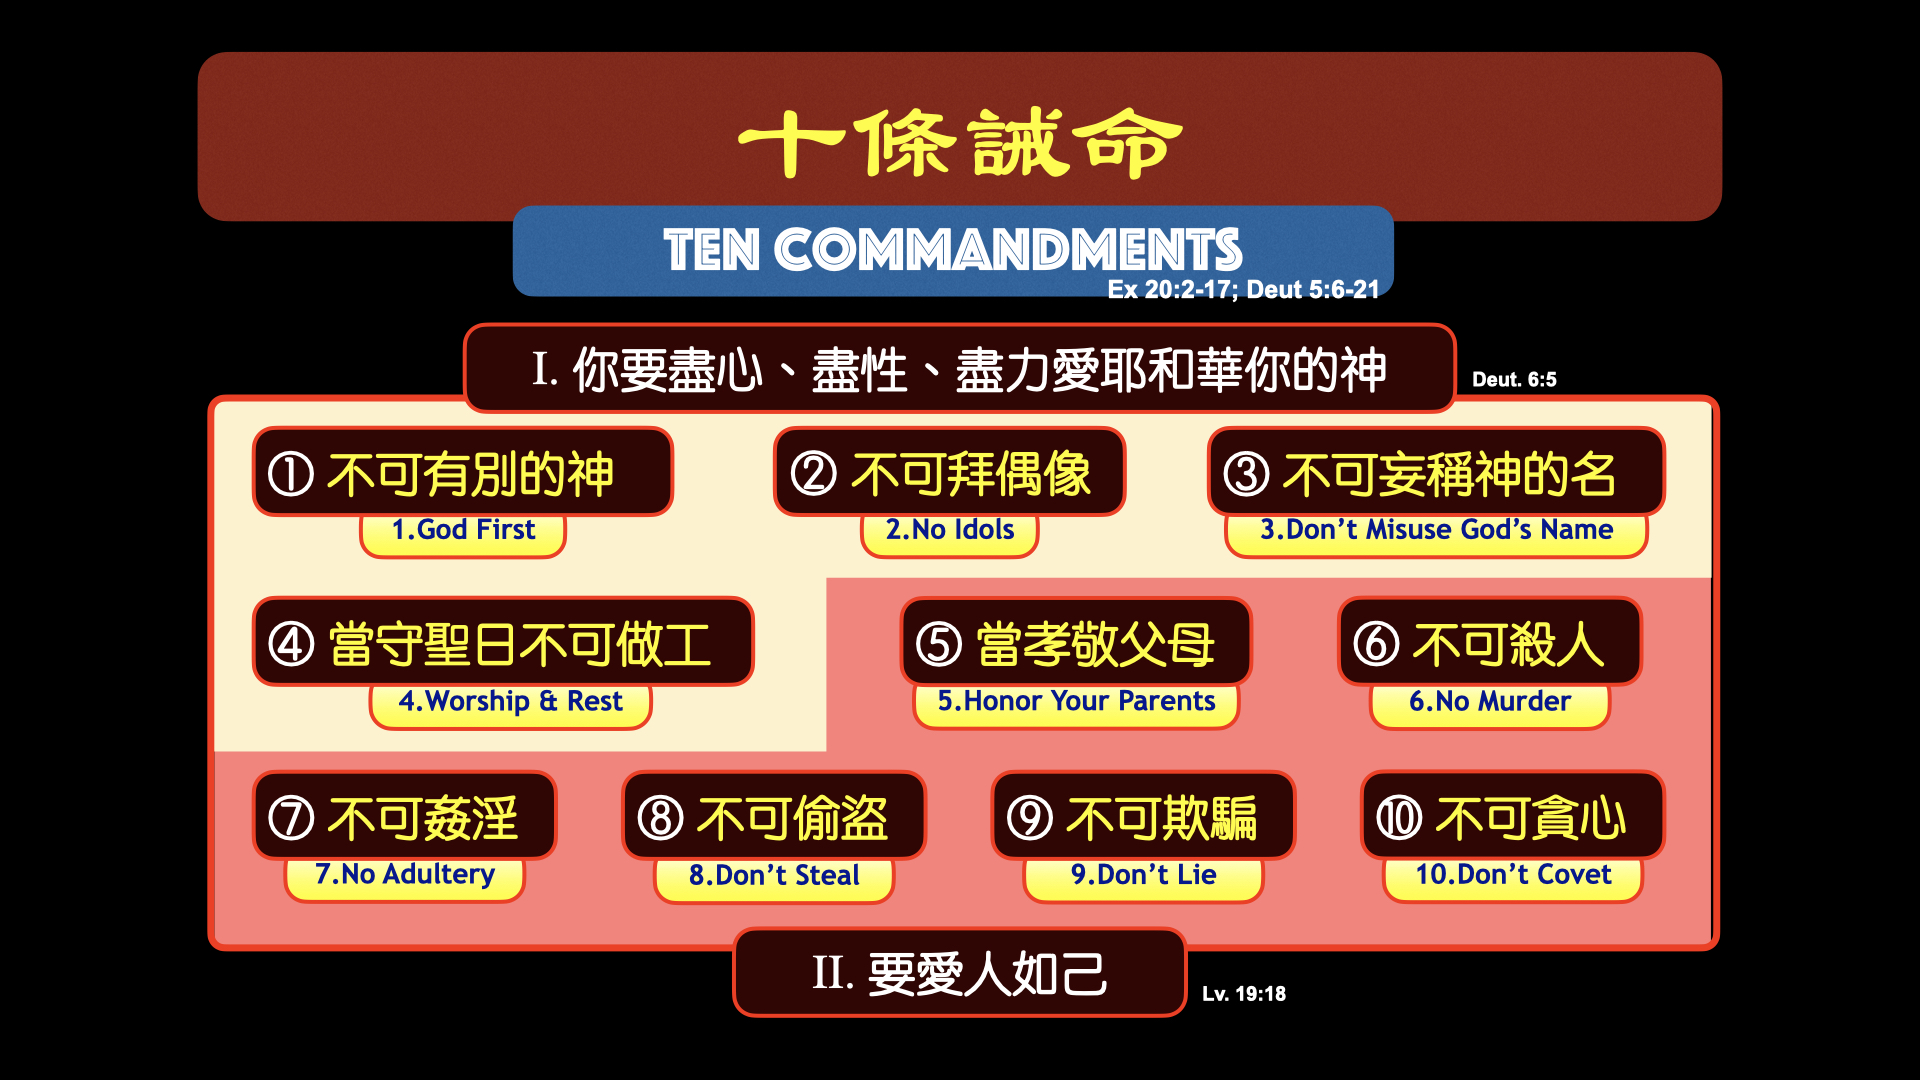 十條誡命
TEN COMMANDMENTS
Ex 20:2-17; Deut 5:6-21
I. 你要盡心、盡性、盡力愛耶和華你的神
Deut. 6:5
① 不可有別的神
1.God First
② 不可拜偶像
2.No Idols
③ 不可妄稱神的名
3.Don’t Misuse God’s Name
④ 當守聖日不可做工
4.Worship & Rest
⑤ 當孝敬父母
5.Honor Your Parents
⑥ 不可殺人
6.No Murder
⑦ 不可姦淫
7.No Adultery
⑧ 不可偷盜
8.Don’t Steal
⑨ 不可欺騙
9.Don’t Lie
⑩ 不可貪心
10.Don’t Covet
II. 要愛人如己
Lv. 19:18